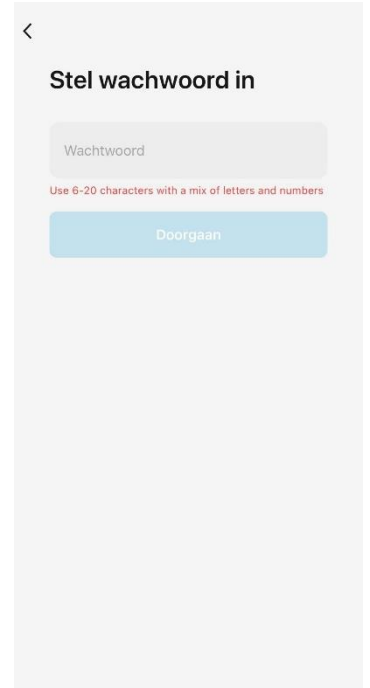 Stel wachwoord in
Wachtwoord
Use 6-20 characters with a mix of letters and numbers
Doorgaan